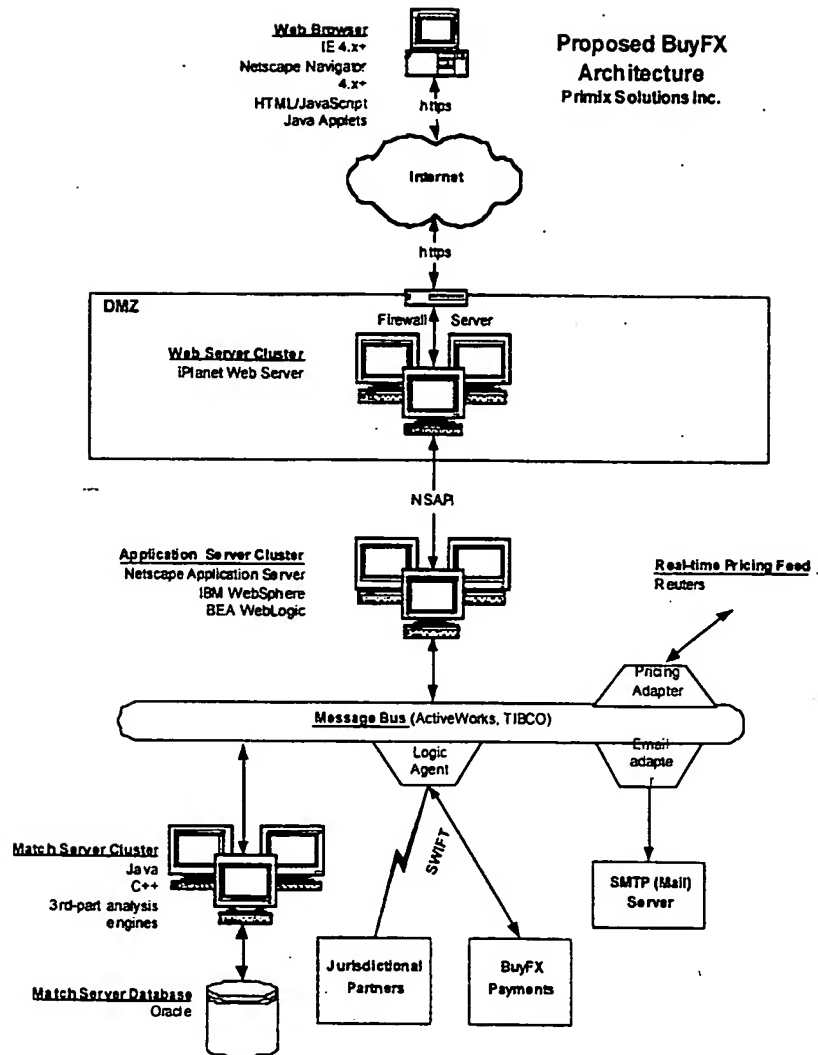 Web Browser
IE 4.x+
Netscape Navigator
4.x+
HTML/JavaScript
Java Applets
Proposed BuyFX
Architecture
Primix Solutions Inc.
https
Internet
https
DMZ
Firewall Server
Web Server Cluster
iPlanet Web Server
NSAPI
Application Server Cluster
Netscape Application Server
IBM WebSphere
BEA WebLogic
Real-time Pricing Feed
Reuters
Pricing
Adapter
Message Bus (ActiveWorks, TIBCO)
Logic
Agent
Email
adapte
Match Server Cluster
Java
C++
3rd-part analysis
engines
SWIFT
SMTP (Mail)
Server
Jurisdictional
Partners
BuyFX
Payments
Match Server Database
Oracle